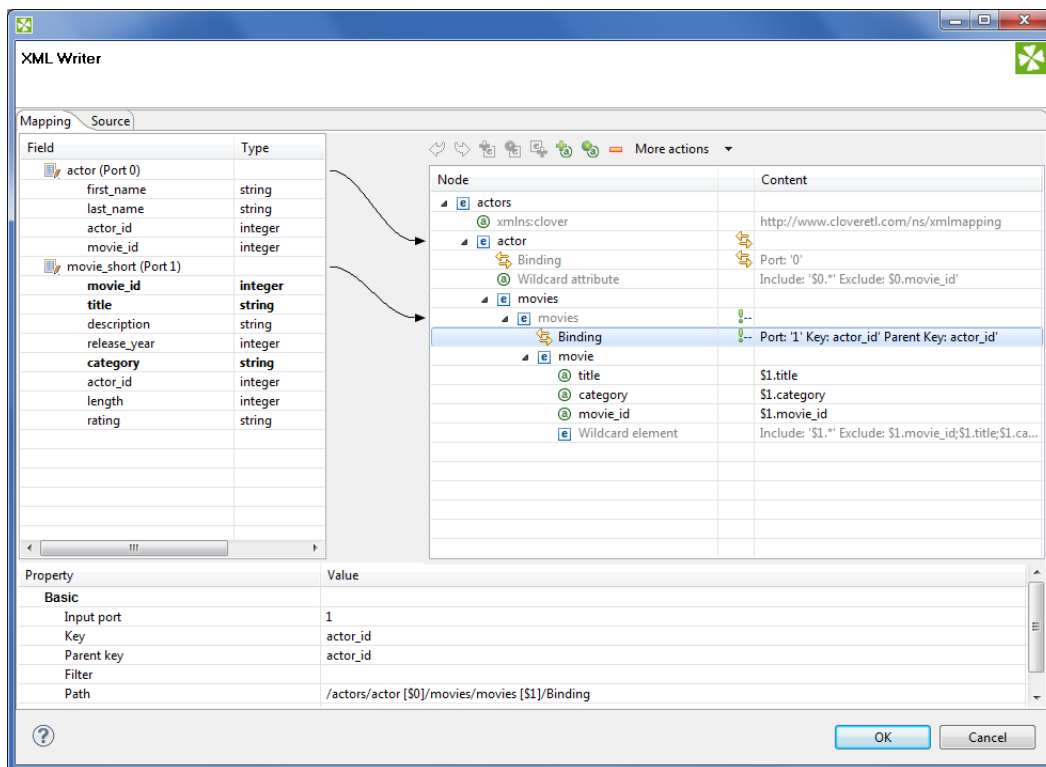 XML Writer
Mapping Source
Field Type
actor (Port 0)
first_name string
last_name string
actor_id integer
movie_id integer
movie_short (Port 1)
movie_id integer
title string
description string
release_year integer
category string
actor_id integer
length integer
rating string
More actions
Node Content
actors
xmlns:clover http://www.cloveretl.com/ns/xmlmapping
actor
Binding Port: '0'
Wildcard attribute Include: '$0.*' Exclude: $0.movie_id'
movies
movies
Binding Port: '1' Key: actor_id' Parent Key: actor_id'
movie
title $1.title
category $1.category
movie_id $1.movie_id
Wildcard element Include: '$1.*' Exclude: $1.movie_id;$1.title;$1.ca...
Property Value
Basic
Input port 1
Key actor_id
Parent key actor_id
Filter
Path /actors/actor [$0]/movies/movies [$1]/Binding
? OK Cancel